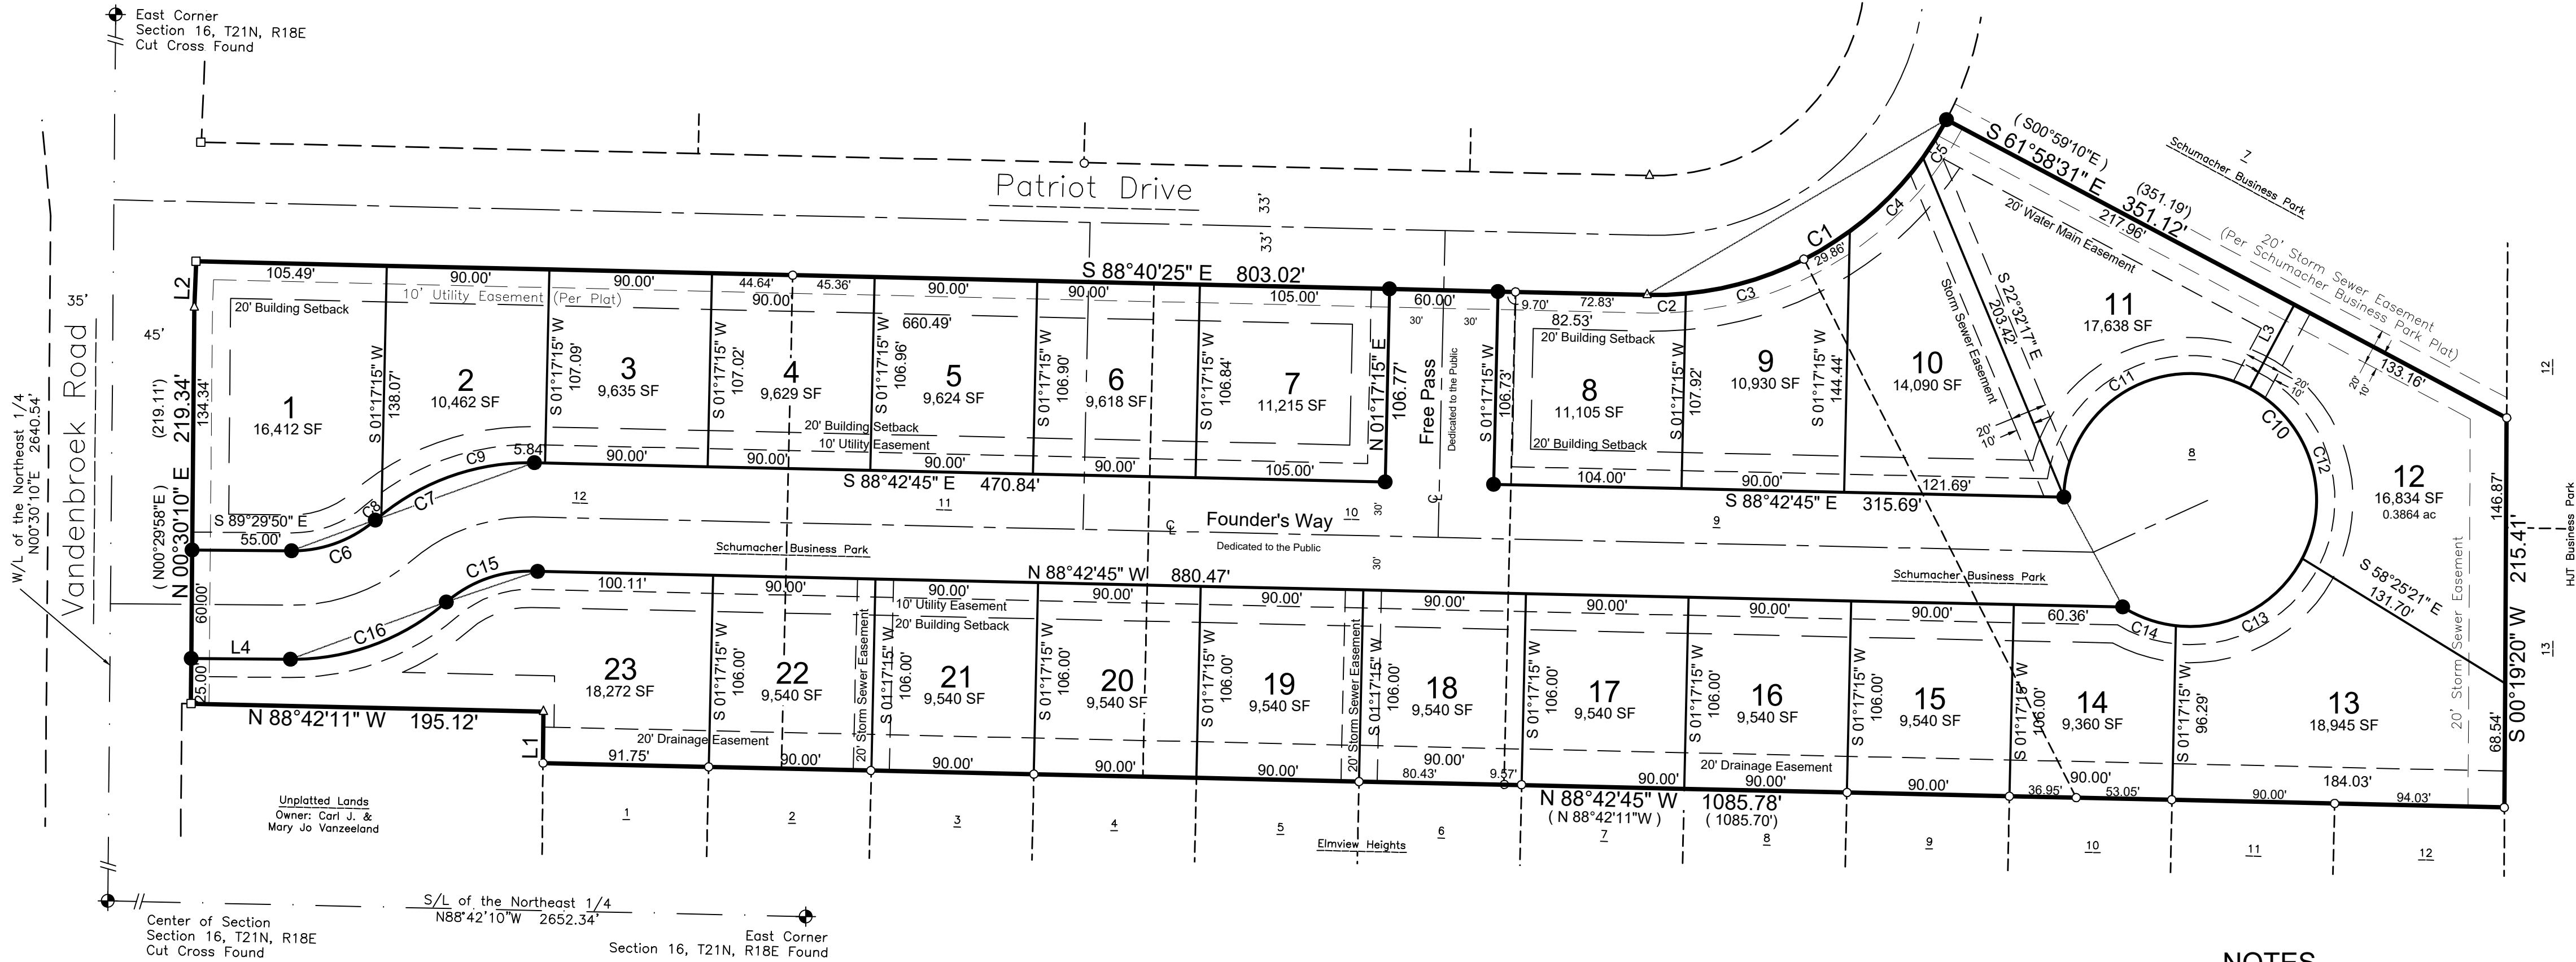 East Corner
Section 16, T21N, R18E
Cut Cross Found
Patriot Drive
33'
33'
( S00°59'10"E )
S 61°58'31" E 351.12'
(351.19')
217.96'
133.16'
20' Water Main Easement
20' Storm Sewer Easement
(Per Schumacher Business Park Plat)
7
Schumacher Business Park
S 88°40'25" E 803.02'
L2
105.49'
90.00'
90.00'
44.64'
45.36'
90.00'
90.00'
90.00'
105.00'
60.00'
9.70'
72.83'
82.53'
C2
C3
29.86'
C1
C4
C5
10' Utility Easement (Per Plat)
20' Building Setback
660.49'
30'
30'
20' Building Setback
35'
45'
Vandenbroek Road
W/L of the Northeast 1/4
N00°30'10"E 2640.54'
(219.11')
134.34'
( N00°29'58"E )
N 00°30'10" E 219.34'
60.00'
25.00'
1
16,412 SF
S 01°17'15" W
138.07'
2
10,462 SF
S 01°17'15" W
107.09'
3
9,635 SF
S 01°17'15" W
107.02'
4
9,629 SF
S 01°17'15" W
106.96'
5
9,624 SF
S 01°17'15" W
106.90'
6
9,618 SF
S 01°17'15" W
106.84'
7
11,215 SF
N 01°17'15" E
106.77'
Free Pass
Dedicated to the Public
S 01°17'15" W
106.73'
8
11,105 SF
S 01°17'15" W
107.92'
9
10,930 SF
S 01°17'15" W
144.44'
10
14,090 SF
Storm Sewer Easement
S 22°32'17" E
203.42'
20'
10'
11
17,638 SF
L3
20'
10'
20'
10'
C11
C10
C12
C13
C14
8
12
16,834 SF
0.3864 ac
146.87'
S 00°19'20" W 215.41'
68.54'
12
HJT Business Park
13
20' Storm Sewer Easement
S 58°25'21" E
131.70'
20' Building Setback
10' Utility Easement
20' Building Setback
S 89°29'50" E
55.00'
C6
C8
C7
C9
5.84'
90.00'
90.00'
90.00'
90.00'
105.00'
S 88°42'45" E 470.84'
104.00'
90.00'
121.69'
S 88°42'45" E 315.69'
12
11
10
9
30'
30'
Founder's Way
Dedicated to the Public
Schumacher Business Park
Schumacher Business Park
N 88°42'45" W 880.47'
L4
C16
C15
100.11'
90.00'
90.00'
90.00'
90.00'
90.00'
90.00'
90.00'
90.00'
60.36'
10' Utility Easement
20' Building Setback
23
18,272 SF
S 01°17'15" W
106.00'
22
9,540 SF
20' Storm Sewer Easement
S 01°17'15" W
106.00'
21
9,540 SF
S 01°17'15" W
106.00'
20
9,540 SF
S 01°17'15" W
106.00'
19
9,540 SF
20' Storm Sewer Easement
S 01°17'15" W
106.00'
18
9,540 SF
S 01°17'15" W
106.00'
17
9,540 SF
S 01°17'15" W
106.00'
16
9,540 SF
S 01°17'15" W
106.00'
15
9,540 SF
S 01°17'15" W
106.00'
14
9,360 SF
S 01°17'15" W
96.29'
13
18,945 SF
N 88°42'11" W 195.12'
L1
20' Drainage Easement
20' Drainage Easement
91.75'
90.00'
90.00'
90.00'
90.00'
90.00'
80.43'
9.57'
90.00'
90.00'
90.00'
90.00'
36.95'
53.05'
184.03'
90.00'
94.03'
N 88°42'45" W 1085.78'
( N 88°42'11"W ) ( 1085.70')
Unplatted Lands
Owner: Carl J. &
Mary Jo Vanzeeland
1
2
3
4
5
6
7
8
9
10
11
12
Elmview Heights
S/L of the Northeast 1/4
N88°42'10"W 2652.34'
Center of Section
Section 16, T21N, R18E
Cut Cross Found
East Corner
Section 16, T21N, R18E Found
NOTES